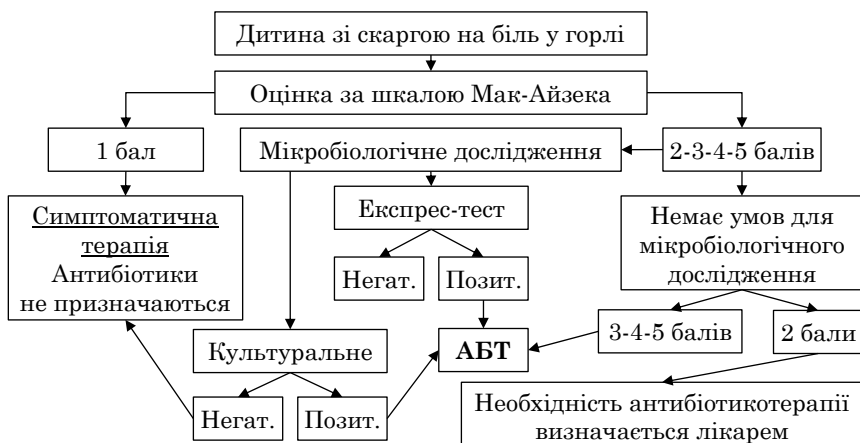 Дитина зі скаргою на біль у горлі
Оцінка за шкалою Мак-Айзека
1 бал
Мікробіологічне дослідження
2-3-4-5 балів
Симптоматична
терапія
Антибіотики
не призначаються
Експрес-тест
Немає умов для
мікробіологічного
дослідження
Негат.
Позит.
Культуральне
АБТ
3-4-5 балів
2 бали
Негат.
Позит.
Необхідність антибіотикотерапії
визначається лікарем